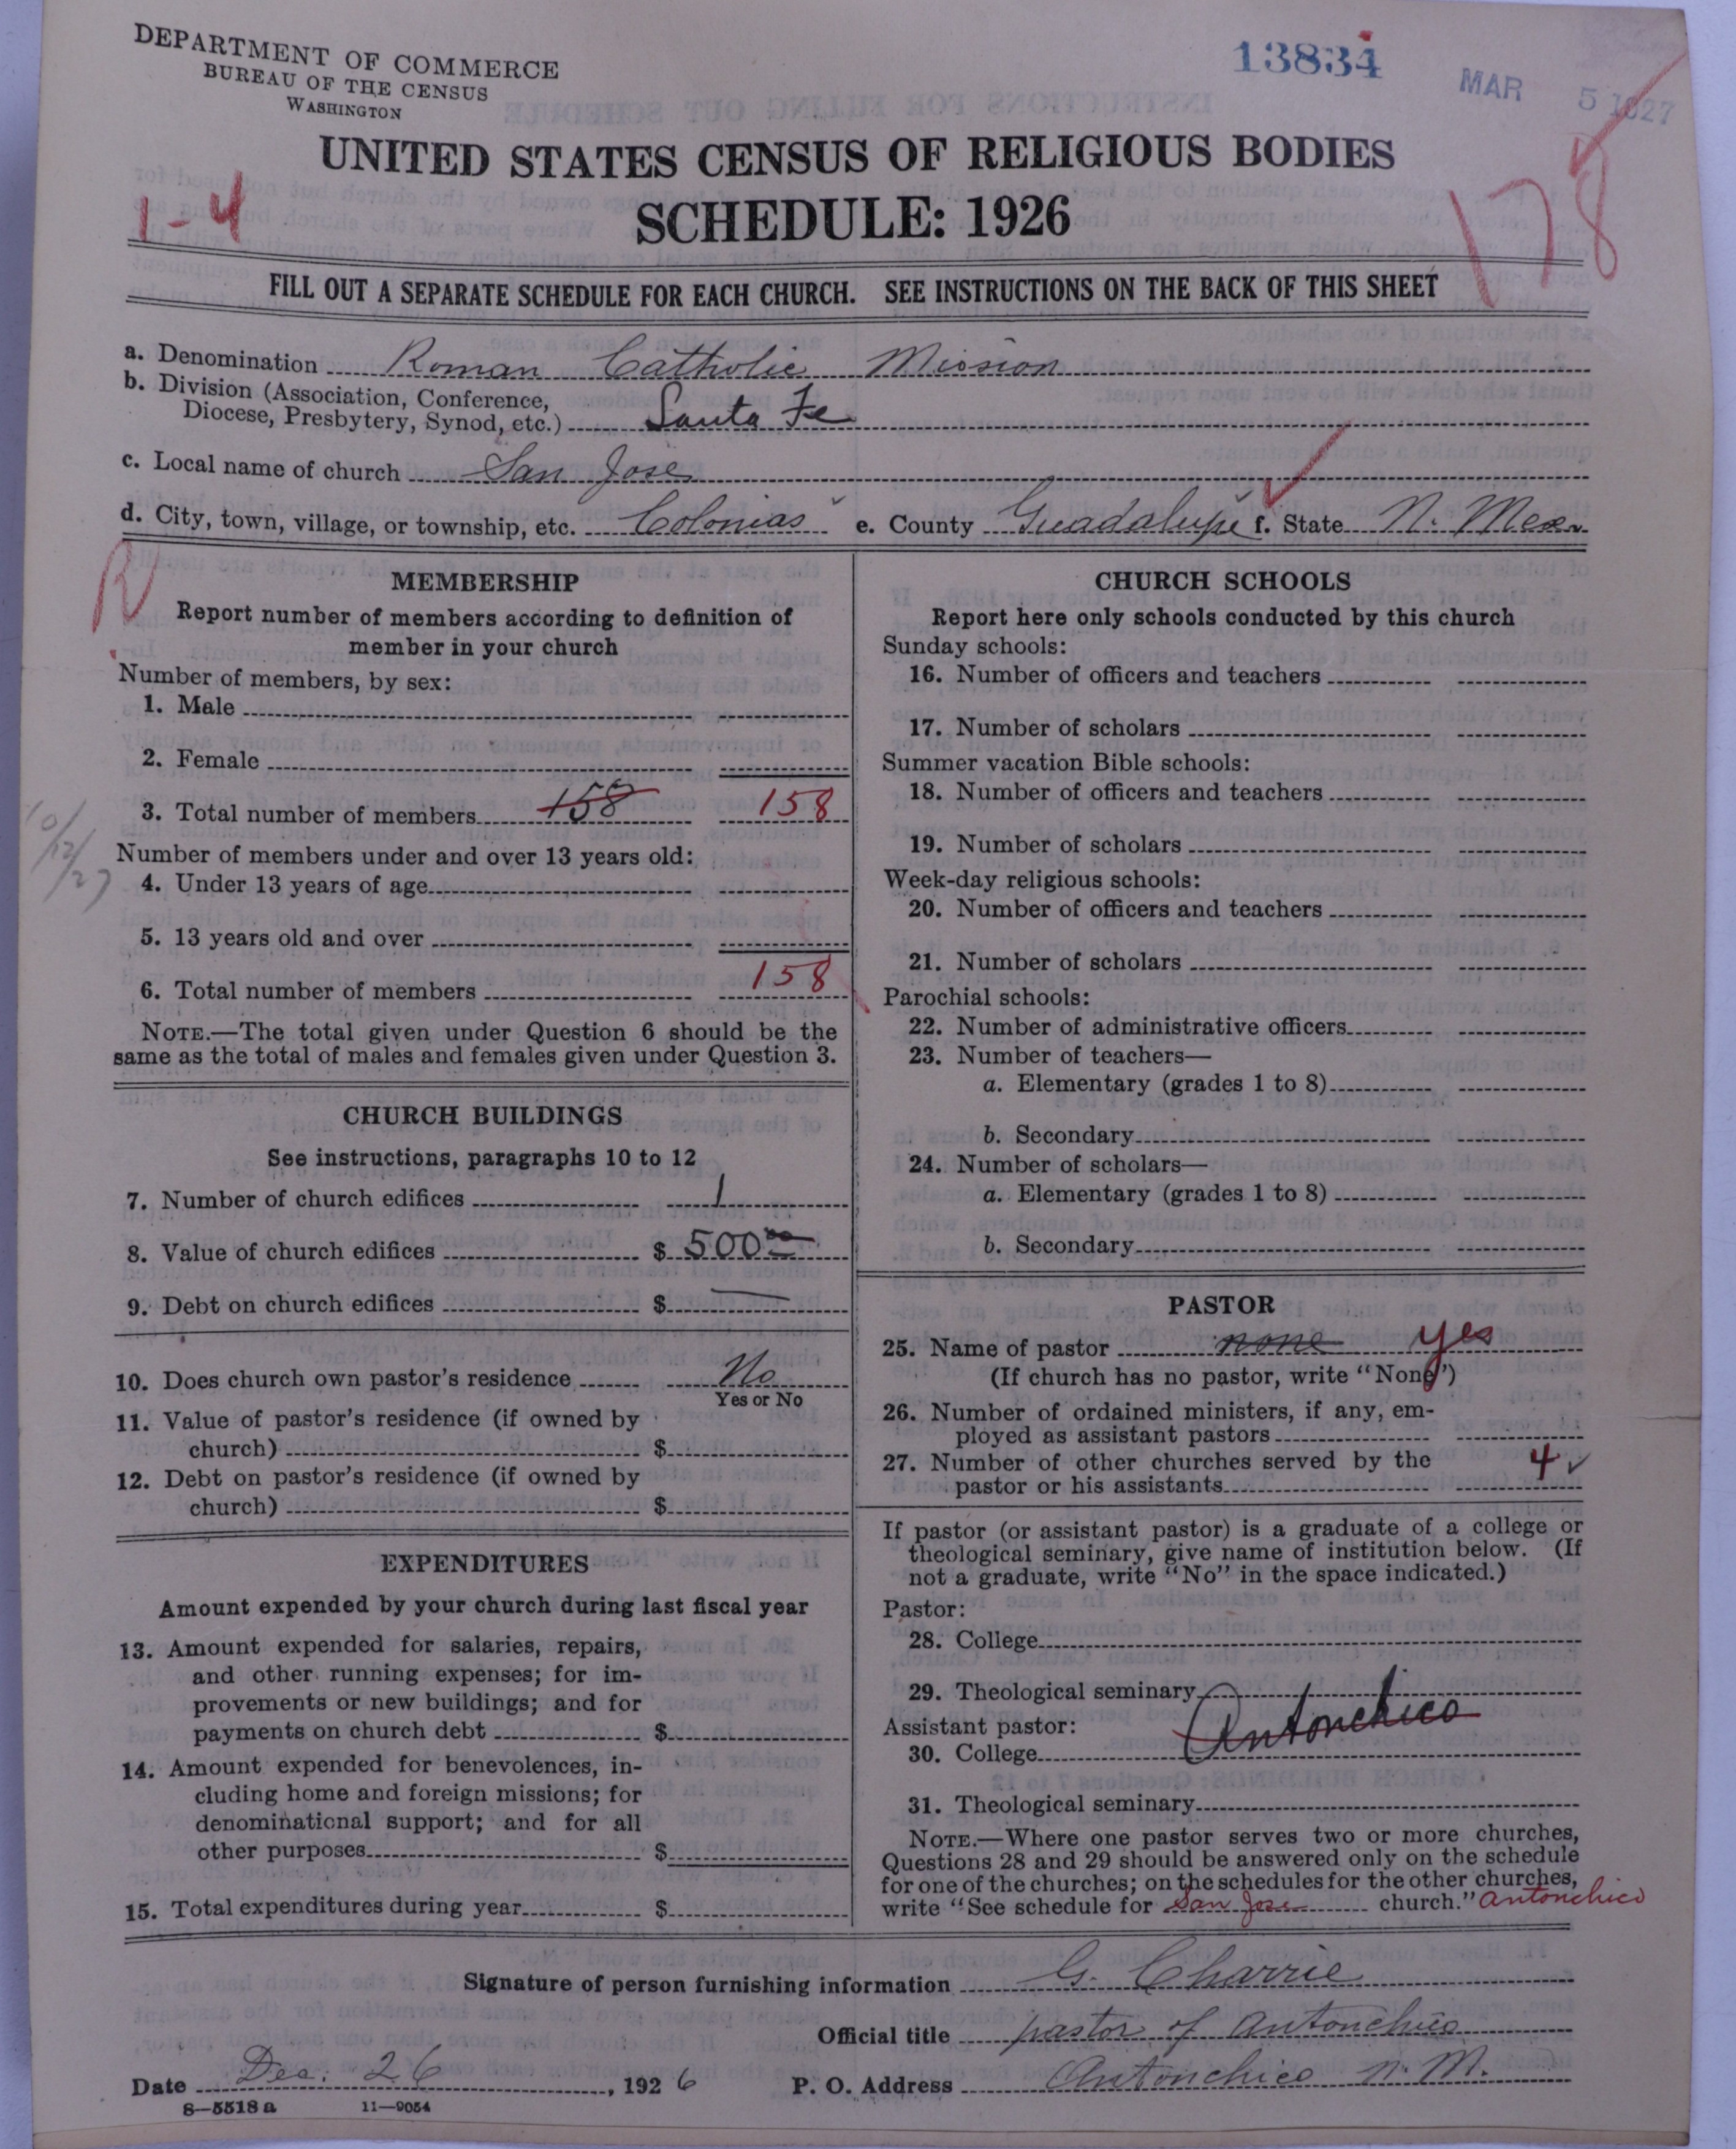 DEPARTMENT OF COMMERCE
BUREAU OF THE CENSUS
WASHINGTON
13834
MAR 5 1927
UNITED STATES CENSUS OF RELIGIOUS BODIES
1-4
SCHEDULE: 1926
178
FILL OUT A SEPARATE SCHEDULE FOR EACH CHURCH. SEE INSTRUCTIONS ON THE BACK OF THIS SHEET
a. Denomination Roman Catholic Mission
b. Division (Association, Conference,
Diocese, Presbytery, Synod, etc.) Santa Fe
c. Local name of church San Jose
d. City, town, village, or township, etc. Colonias e. County Guadalupe f. State N. Mex
R
MEMBERSHIP
Report number of members according to definition of
member in your church
Number of members, by sex:
1. Male
2. Female
3. Total number of members 158 158
10/12/27
Number of members under and over 13 years old:
4. Under 13 years of age
5. 13 years old and over
6. Total number of members 158
NOTE.—The total given under Question 6 should be the
same as the total of males and females given under Question 3.
CHURCH BUILDINGS
See instructions, paragraphs 10 to 12
7. Number of church edifices 1
8. Value of church edifices $ 500 00
9. Debt on church edifices $ —
10. Does church own pastor's residence No
Yes or No
11. Value of pastor's residence (if owned by
church) $
12. Debt on pastor's residence (if owned by
church) $
EXPENDITURES
Amount expended by your church during last fiscal year
13. Amount expended for salaries, repairs,
and other running expenses; for im-
provements or new buildings; and for
payments on church debt $
14. Amount expended for benevolences, in-
cluding home and foreign missions; for
denominational support; and for all
other purposes $
15. Total expenditures during year $
CHURCH SCHOOLS
Report here only schools conducted by this church
Sunday schools:
16. Number of officers and teachers
17. Number of scholars
Summer vacation Bible schools:
18. Number of officers and teachers
19. Number of scholars
Week-day religious schools:
20. Number of officers and teachers
21. Number of scholars
Parochial schools:
22. Number of administrative officers
23. Number of teachers—
a. Elementary (grades 1 to 8)
b. Secondary
24. Number of scholars—
a. Elementary (grades 1 to 8)
b. Secondary
PASTOR
25. Name of pastor none yes
(If church has no pastor, write "None")
26. Number of ordained ministers, if any, em-
ployed as assistant pastors
27. Number of other churches served by the
pastor or his assistants 4
If pastor (or assistant pastor) is a graduate of a college or
theological seminary, give name of institution below. (If
not a graduate, write "No" in the space indicated.)
Pastor:
28. College
29. Theological seminary
Assistant pastor: Antonchico
30. College
31. Theological seminary
NOTE.—Where one pastor serves two or more churches,
Questions 28 and 29 should be answered only on the schedule
for one of the churches; on the schedules for the other churches,
write "See schedule for San Jose church." Antonchico
Signature of person furnishing information G. Charrie
Official title pastor of Antonchico
Date Dec. 26, 1926 P. O. Address Antonchico N. M.
8—5518 a 11—9054